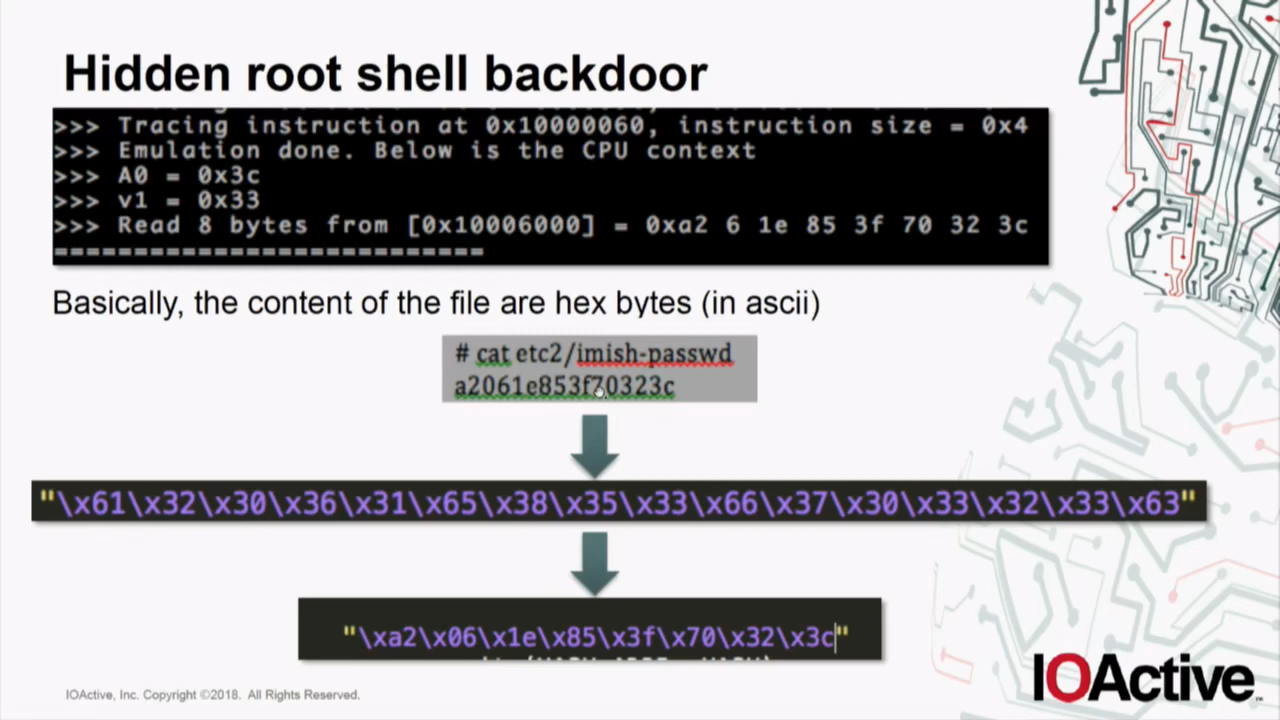 Hidden root shell backdoor
>>> Tracing instruction at 0x10000060, instruction size = 0x4
>>> Emulation done. Below is the CPU context
>>> A0 = 0x3c
>>> v1 = 0x33
>>> Read 8 bytes from [0x10006000] = 0xa2 6 1e 85 3f 70 32 3c
==============================
Basically, the content of the file are hex bytes (in ascii)
# cat etc2/imish-passwd
a2061e853f70323c
"\x61\x32\x30\x36\x31\x65\x38\x35\x33\x66\x37\x30\x33\x32\x33\x63"
"\xa2\x06\x1e\x85\x3f\x70\x32\x3c"
IOActive, Inc. Copyright ©2018. All Rights Reserved.
IOActive™